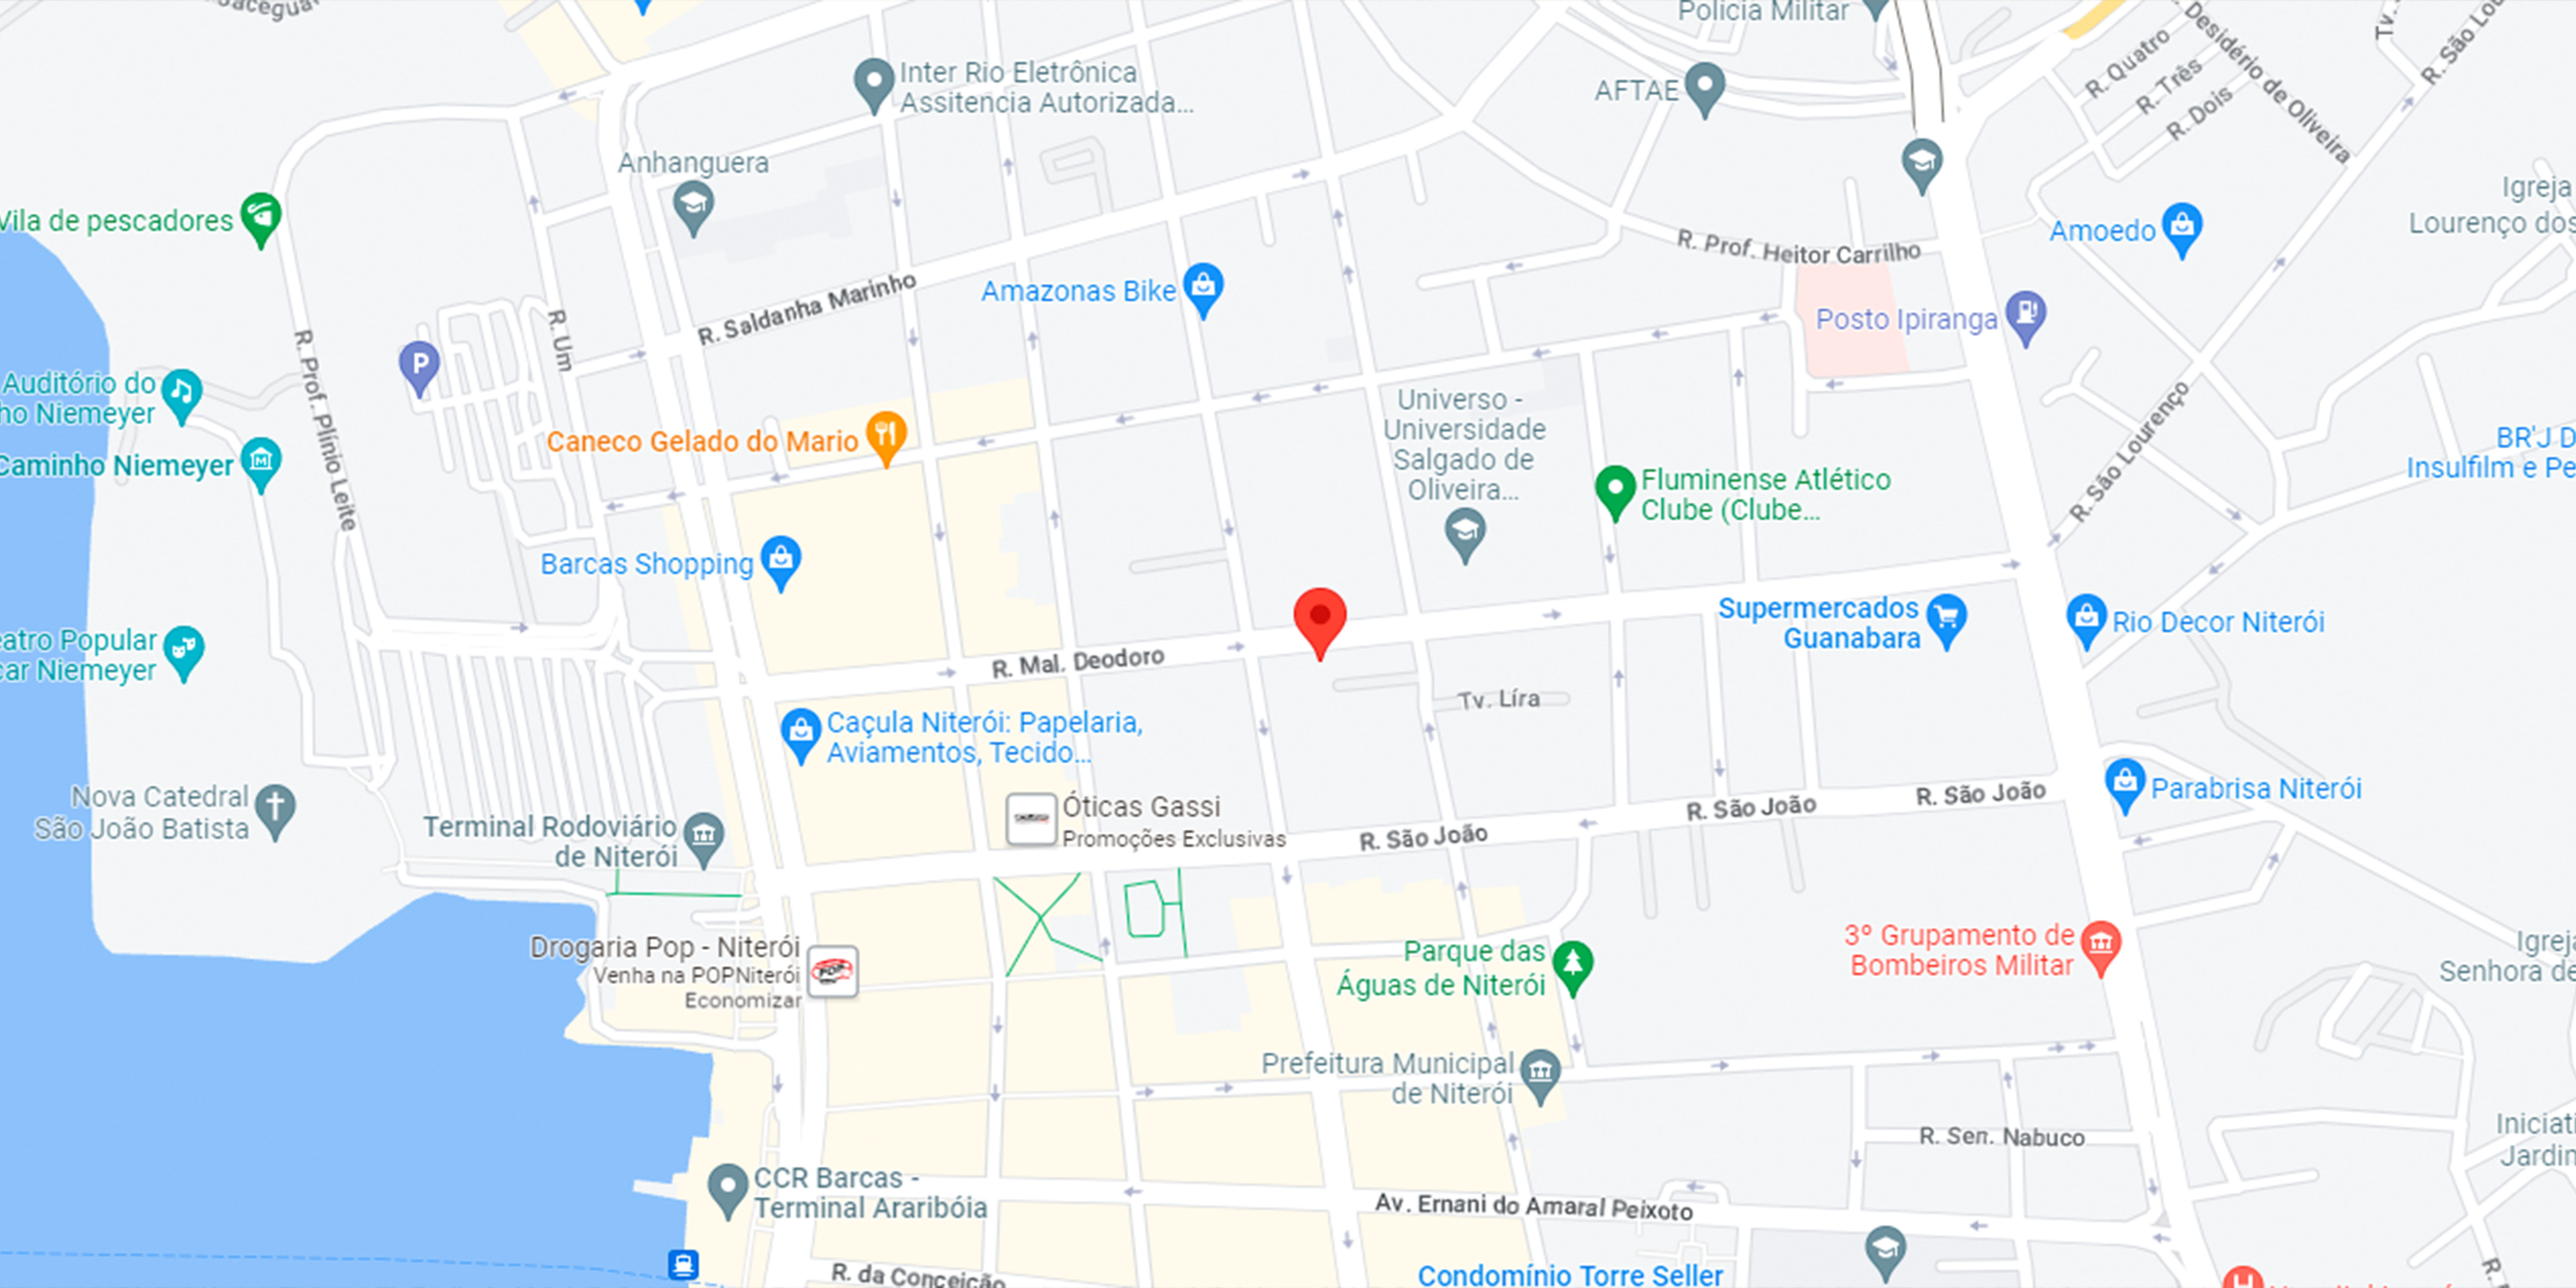 Polícia Militar
Inter Rio Eletrônica
Assitencia Autorizada...
AFTAE
R. Quatro
R. Três
R. Dois
Desidério de Oliveira
R. São Lou
Tv.
Anhanguera
Vila de pescadores
R. Prof. Heitor Carrilho
Amoedo
Igreja
Lourenço dos
R. Saldanha Marinho
Amazonas Bike
Posto Ipiranga
R. Um
R. Prof. Plínio Leite
P
Auditório do
ho Niemeyer
Caminho Niemeyer
Caneco Gelado do Mario
Universo -
Universidade
Salgado de
Oliveira...
Fluminense Atlético
Clube (Clube...
R. São Lourenço
BR'J D
Insulfilm e Pe
Barcas Shopping
Supermercados
Guanabara
Rio Decor Niterói
eatro Popular
car Niemeyer
R. Mal. Deodoro
Tv. Líra
Caçula Niterói: Papelaria,
Aviamentos, Tecido...
Nova Catedral
São João Batista
Terminal Rodoviário
de Niterói
Óticas Gassi
Promoções Exclusivas
R. São João
R. São João
R. São João
Parabrisa Niterói
Drogaria Pop - Niterói
Venha na POPNiterói
Economizar
POP
Parque das
Águas de Niterói
3º Grupamento de
Bombeiros Militar
Igreja
Senhora de
Prefeitura Municipal
de Niterói
R. Sen. Nabuco
Iniciati
Jardin
CCR Barcas -
Terminal Arariboia
Av. Ernani do Amaral Peixoto
R. da Conceição
Condomínio Torre Seller
H
R.